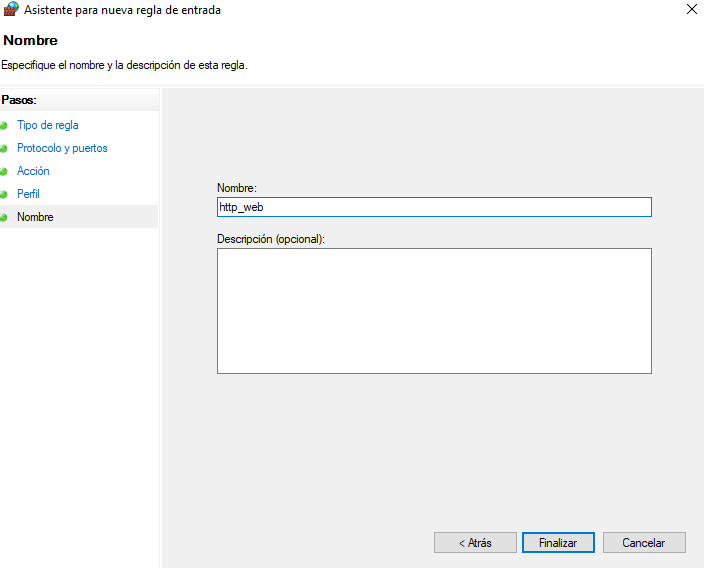 Asistente para nueva regla de entrada
Nombre
Especifique el nombre y la descripción de esta regla.
Pasos:
Tipo de regla
Protocolo y puertos
Acción
Perfil
Nombre
Nombre:
http_web
Descripción (opcional):
< Atrás
Finalizar
Cancelar